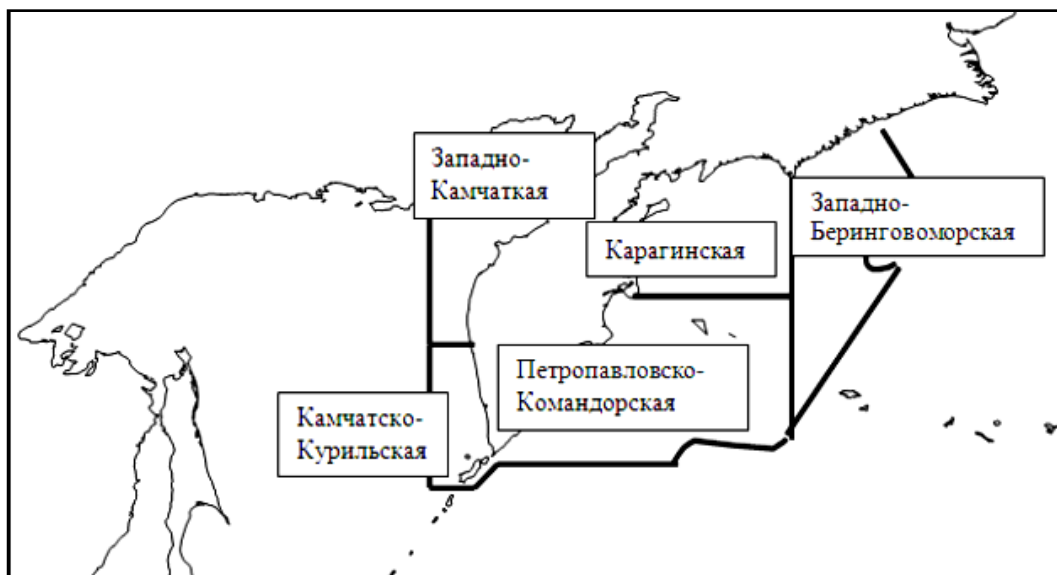 Западно-
Камчаткая
Западно-
Беринговоморская
Карагинская
Петропавловско-
Командорская
Камчатско-
Курильская